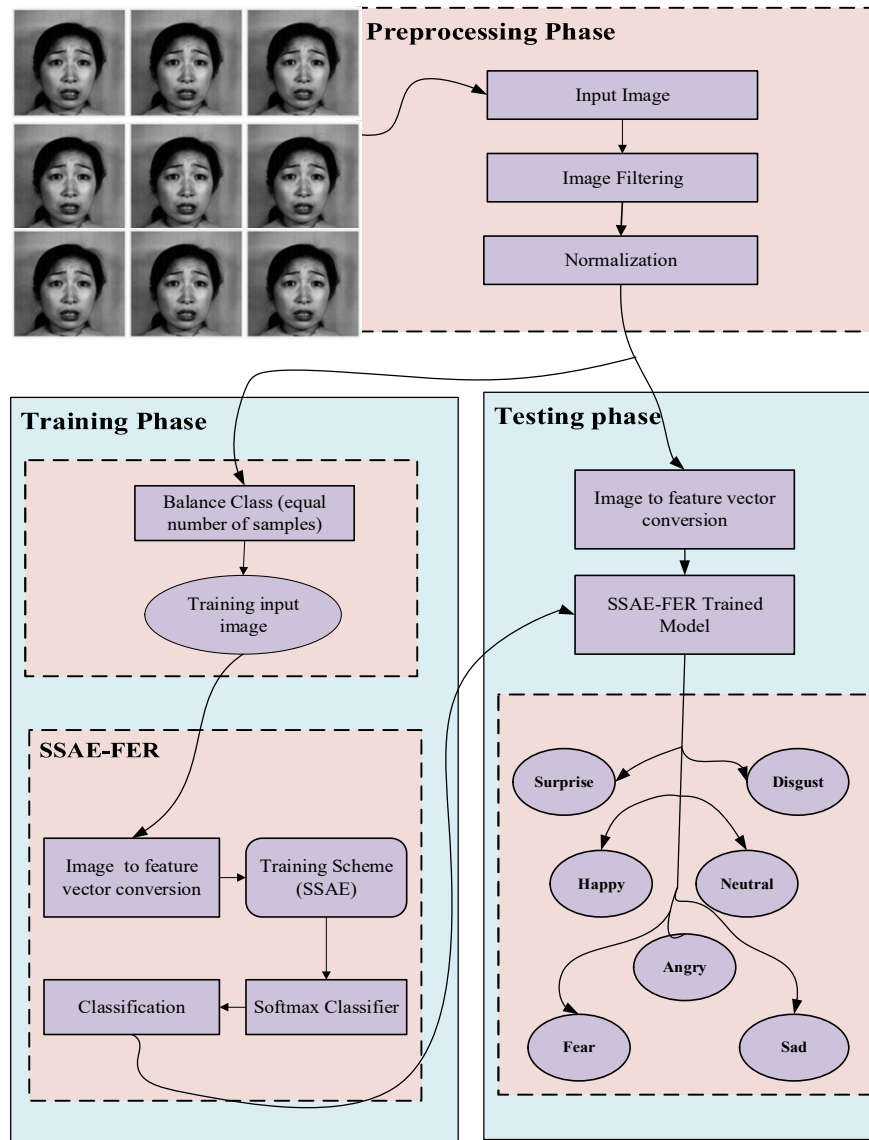 Preprocessing Phase
Input Image
Image Filtering
Normalization
Training Phase
Balance Class (equal
number of samples)
Training input
image
SSAE-FER
Image to feature
vector conversion
Training Scheme
(SSAE)
Classification
Softmax Classifier
Testing phase
Image to feature vector
conversion
SSAE-FER Trained
Model
Surprise
Disgust
Happy
Neutral
Angry
Fear
Sad